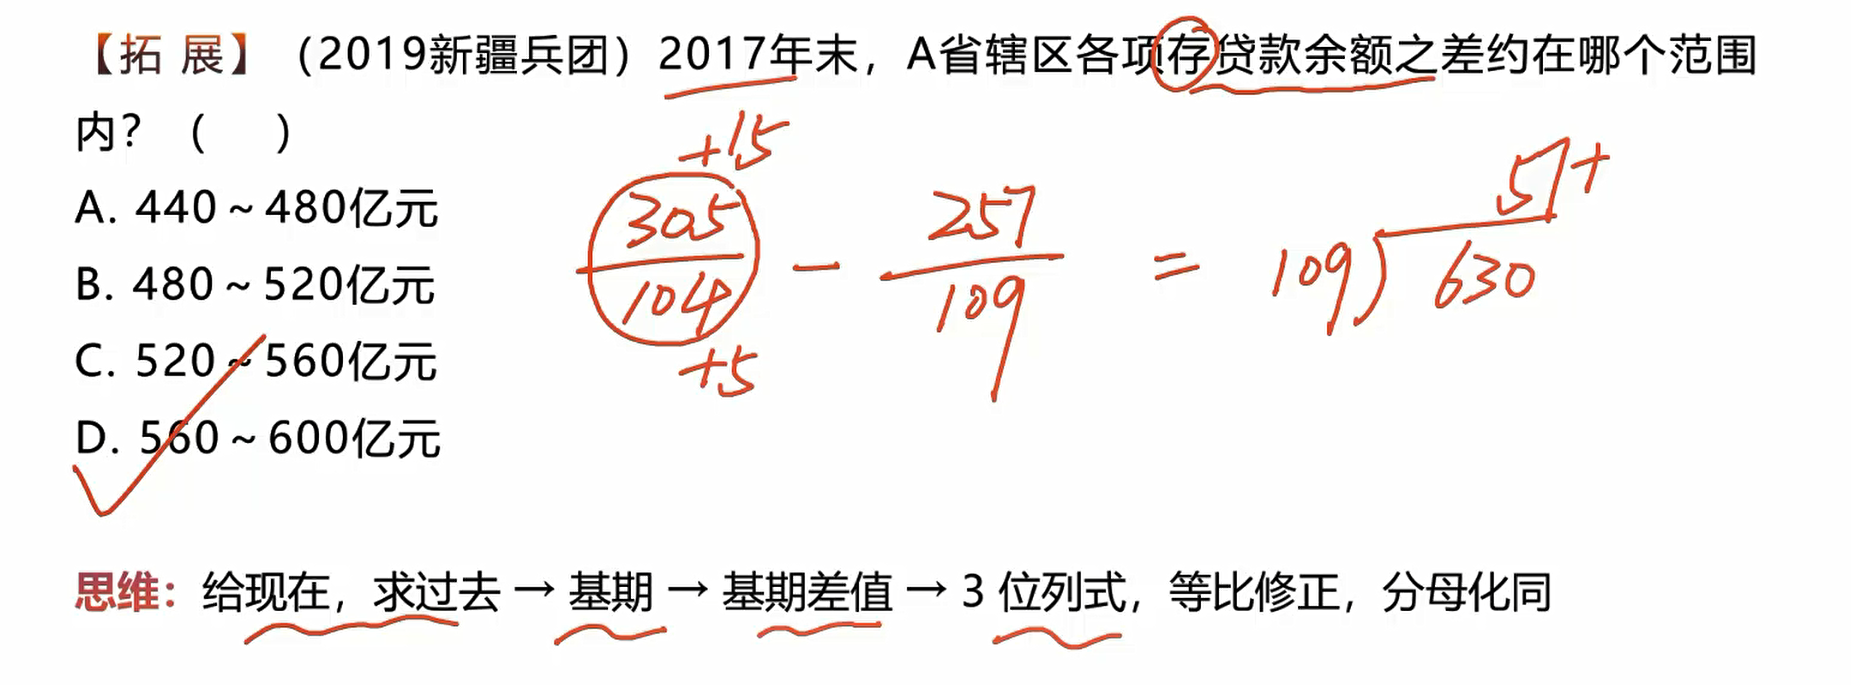 【拓 展】（2019新疆兵团）2017年末，A省辖区各项存贷款余额之差约在哪个范围
内？（ ）
A. 440～480亿元
B. 480～520亿元
C. 520～560亿元
D. 560～600亿元
+15
305
104
+5
−
257
109
=
57+
109) 630
思维：给现在，求过去→基期→基期差值→3 位列式，等比修正，分母化同